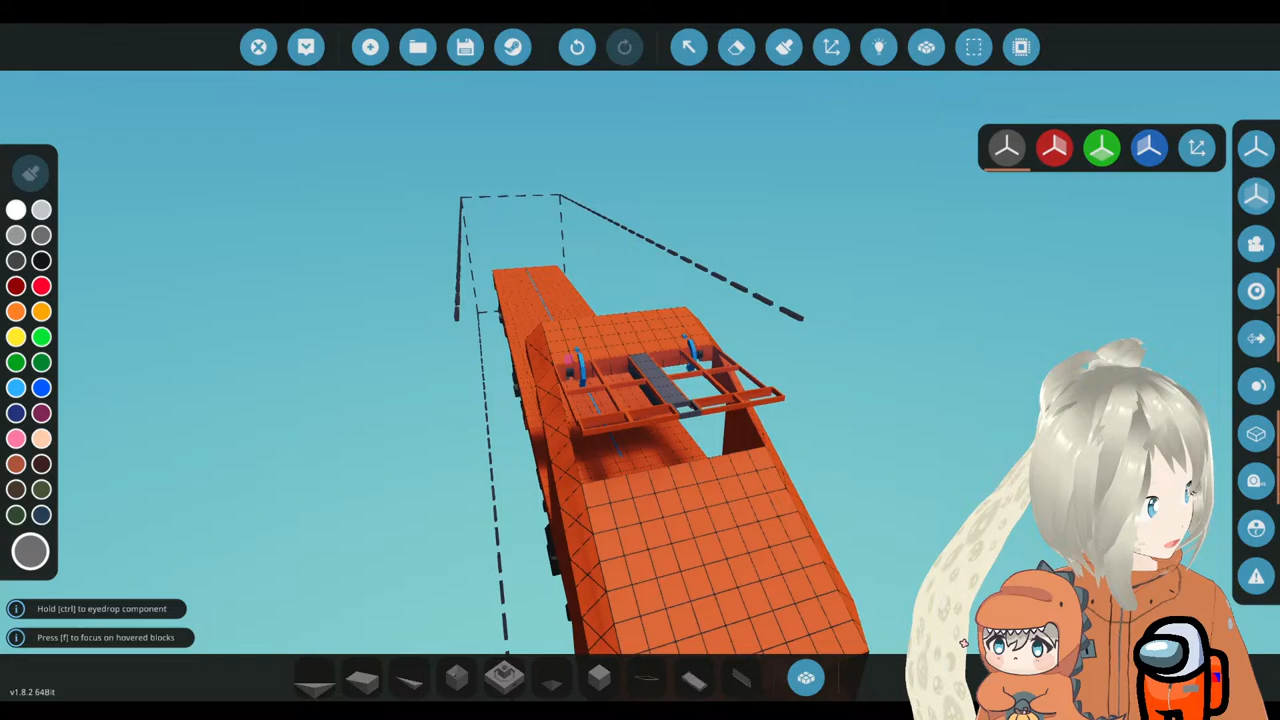 Hold [ctrl] to eyedrop component
Press [f] to focus on hovered blocks
v1.8.2 64Bit